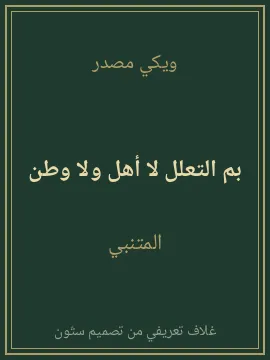 ويكي مصدر
بم التعلل لا أهل ولا وطن
المتنبي
غلاف تعريفي من تصميم سثون